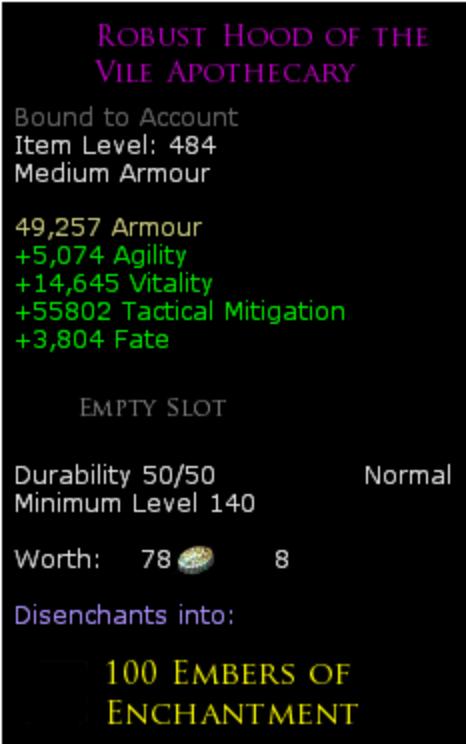 Robust Hood of the
Vile Apothecary
Bound to Account
Item Level: 484
Medium Armour
49,257 Armour
+5,074 Agility
+14,645 Vitality
+55802 Tactical Mitigation
+3,804 Fate
Empty Slot
Durability 50/50 Normal
Minimum Level 140
Worth: 78 8
Disenchants into:
100 Embers of
Enchantment